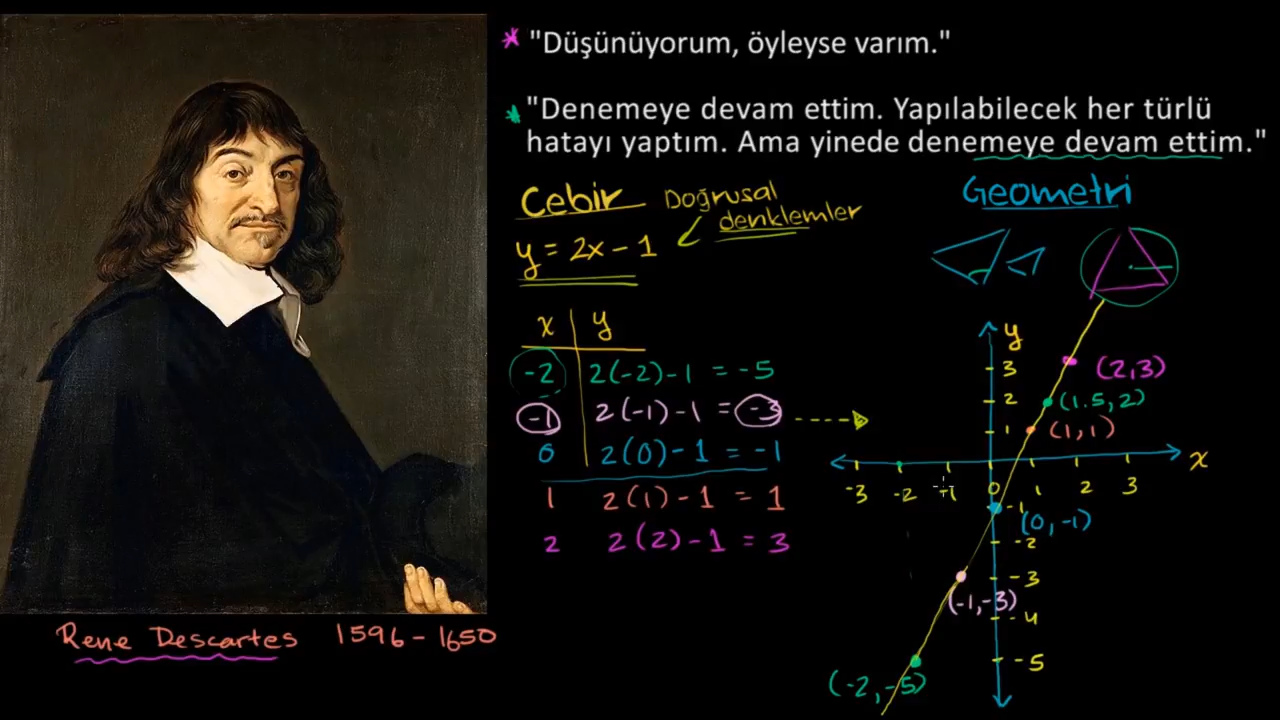 "Düşünüyorum, öyleyse varım."
"Denemeye devam ettim. Yapılabilecek her türlü
hatayı yaptım. Ama yinede denemeye devam ettim."
Cebir
Doğrusal
denklemler
y = 2x - 1
Geometri
x y
-2 2(-2)-1 = -5
-1 2(-1)-1 = -3
0 2(0)-1 = -1
1 2(1)-1 = 1
2 2(2)-1 = 3
y
3
(2,3)
2
(1.5,2)
1
(1,1)
x
-3 -2 -1 0 1 2 3
-1
(0,-1)
-2
-3
(-1,-3)
-4
-5
(-2,-5)
Rene Descartes 1596-1650